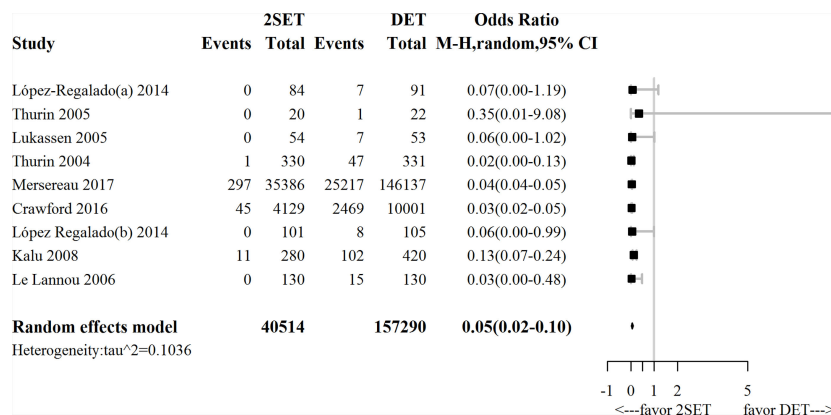 2SET DET Odds Ratio
Study Events Total Events Total M-H,random,95% CI
López-Regalado(a) 2014 0 84 7 91 0.07(0.00-1.19)
Thurin 2005 0 20 1 22 0.35(0.01-9.08)
Lukassen 2005 0 54 7 53 0.06(0.00-1.02)
Thurin 2004 1 330 47 331 0.02(0.00-0.13)
Mersereau 2017 297 35386 25217 146137 0.04(0.04-0.05)
Crawford 2016 45 4129 2469 10001 0.03(0.02-0.05)
López Regalado(b) 2014 0 101 8 105 0.06(0.00-0.99)
Kalu 2008 11 280 102 420 0.13(0.07-0.24)
Le Lannou 2006 0 130 15 130 0.03(0.00-0.48)
Random effects model 40514 157290 0.05(0.02-0.10)
Heterogeneity:tau^2=0.1036
-1 0 1 2 5
<---favor 2SET favor DET--->